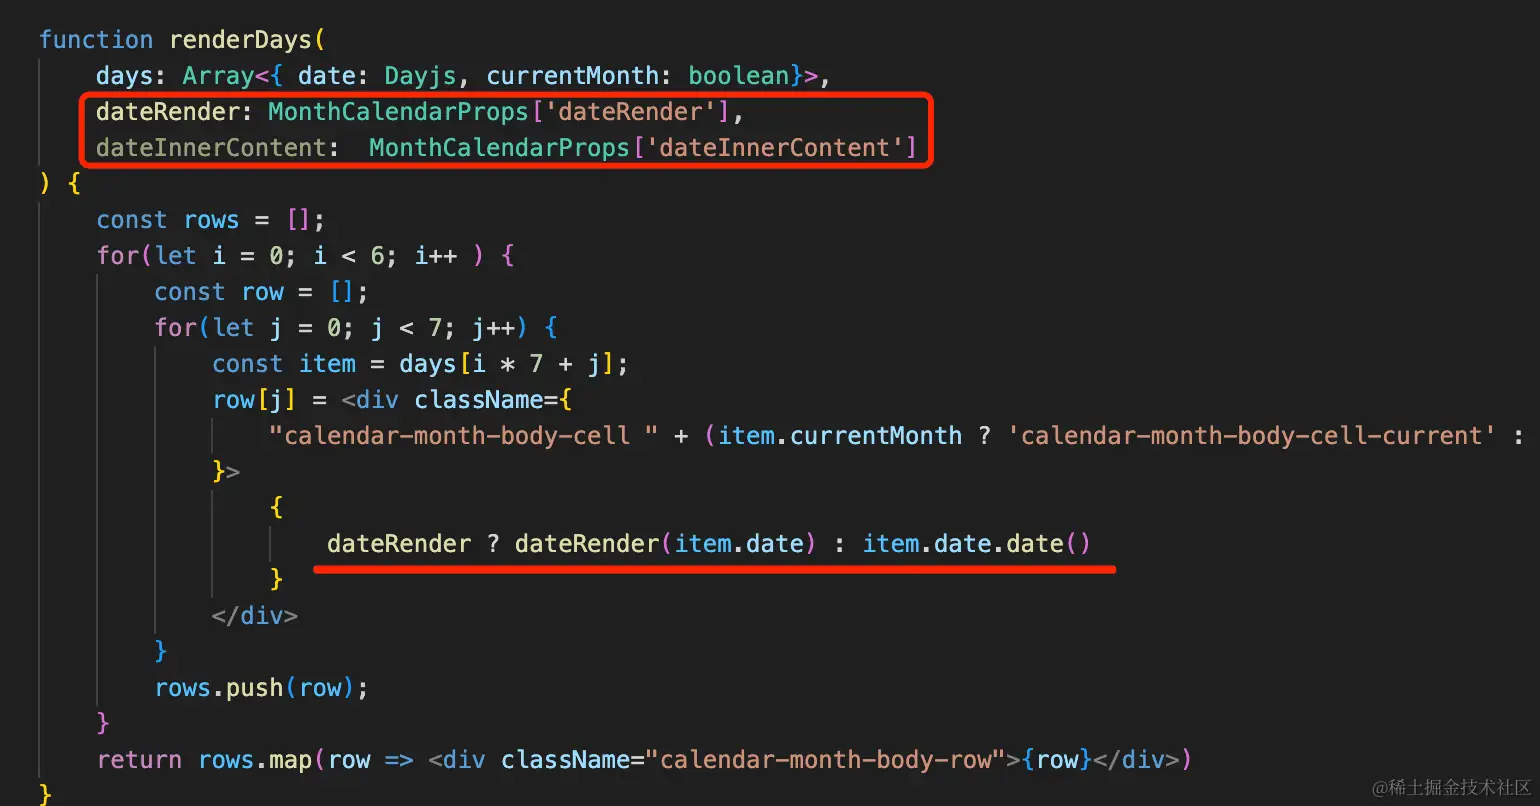 function renderDays(
days: Array<{ date: Dayjs, currentMonth: boolean}>,
dateRender: MonthCalendarProps['dateRender'],
dateInnerContent:  MonthCalendarProps['dateInnerContent']
) {
const rows = [];
for(let i = 0; i < 6; i++ ) {
const row = [];
for(let j = 0; j < 7; j++) {
const item = days[i * 7 + j];
row[j] = <div className={
"calendar-month-body-cell " + (item.currentMonth ? 'calendar-month-body-cell-current' :
}>
{
dateRender ? dateRender(item.date) : item.date.date()
}
</div>
}
rows.push(row);
}
return rows.map(row => <div className="calendar-month-body-row">{row}</div>)
}
@稀土掘金技术社区